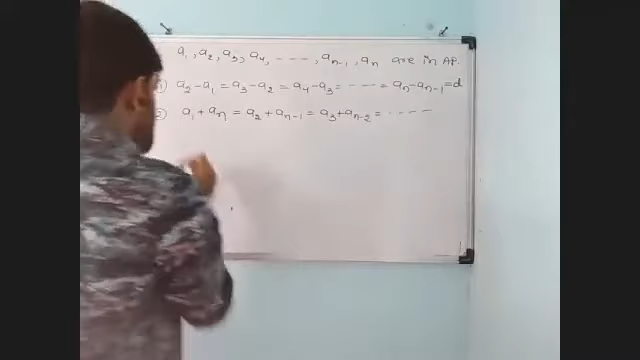 a₁, a₂, a₃, a₄, - - - -, aₙ₋₁, aₙ are in AP.
1) a₂-a₁ = a₃-a₂ = a₄-a₃ = - - - - = aₙ-aₙ₋₁ = d
2) a₁+aₙ = a₂+aₙ₋₁ = a₃+aₙ₋₂ = - - - -